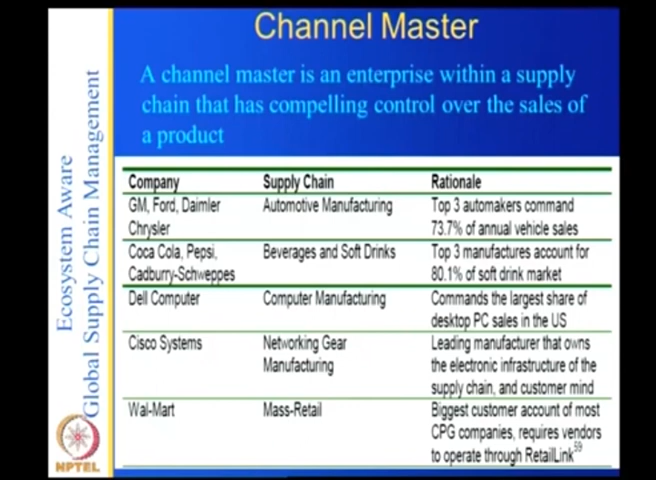 Channel Master
A channel master is an enterprise within a supply
chain that has compelling control over the sales of
a product
Ecosystem Aware
Global Supply Chain Management
Company Supply Chain Rationale
GM, Ford, Daimler Automotive Manufacturing Top 3 automakers command
Chrysler 73.7% of annual vehicle sales
Coca Cola, Pepsi, Beverages and Soft Drinks Top 3 manufactures account for
Cadburry-Schweppes 80.1% of soft drink market
Dell Computer Computer Manufacturing Commands the largest share of
desktop PC sales in the US
Cisco Systems Networking Gear Leading manufacturer that owns
Manufacturing the electronic infrastructure of the
supply chain, and customer mind
Wal-Mart Mass-Retail Biggest customer account of most
CPG companies, requires vendors
to operate through RetailLink
59
NPTEL